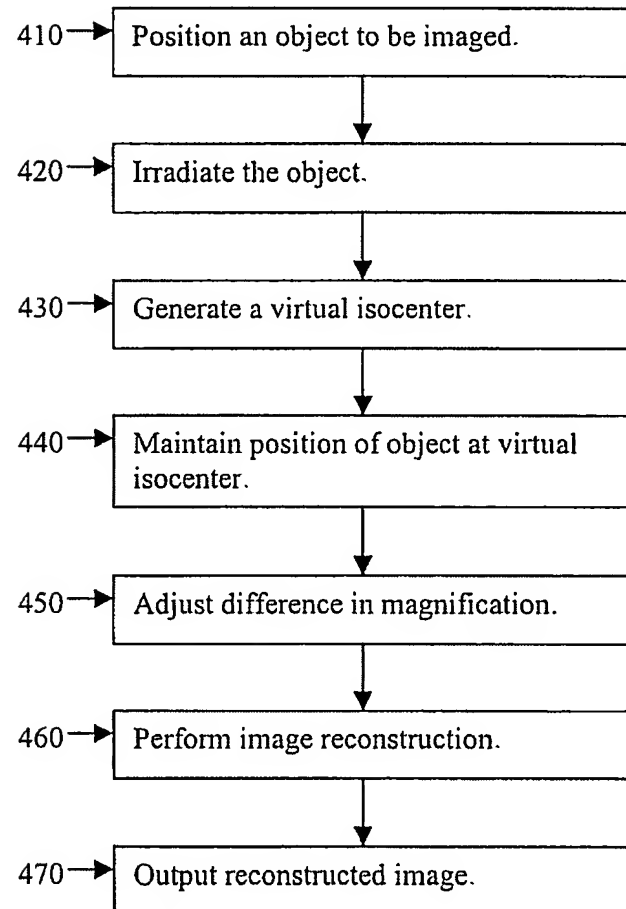 410 Position an object to be imaged.
420 Irradiate the object.
430 Generate a virtual isocenter.
440 Maintain position of object at virtual
isocenter.
450 Adjust difference in magnification.
460 Perform image reconstruction.
470 Output reconstructed image.